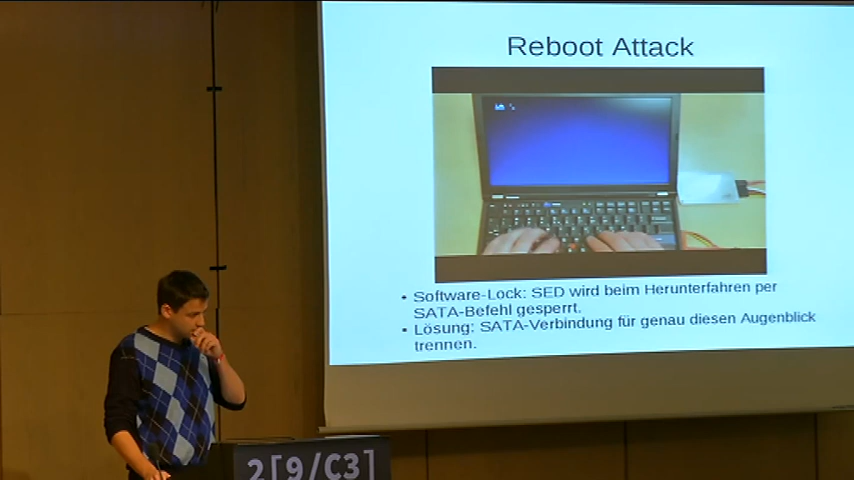 Reboot Attack
• Software-Lock: SED wird beim Herunterfahren per
SATA-Befehl gesperrt.
• Lösung: SATA-Verbindung für genau diesen Augenblick
trennen.
2[9/C3]